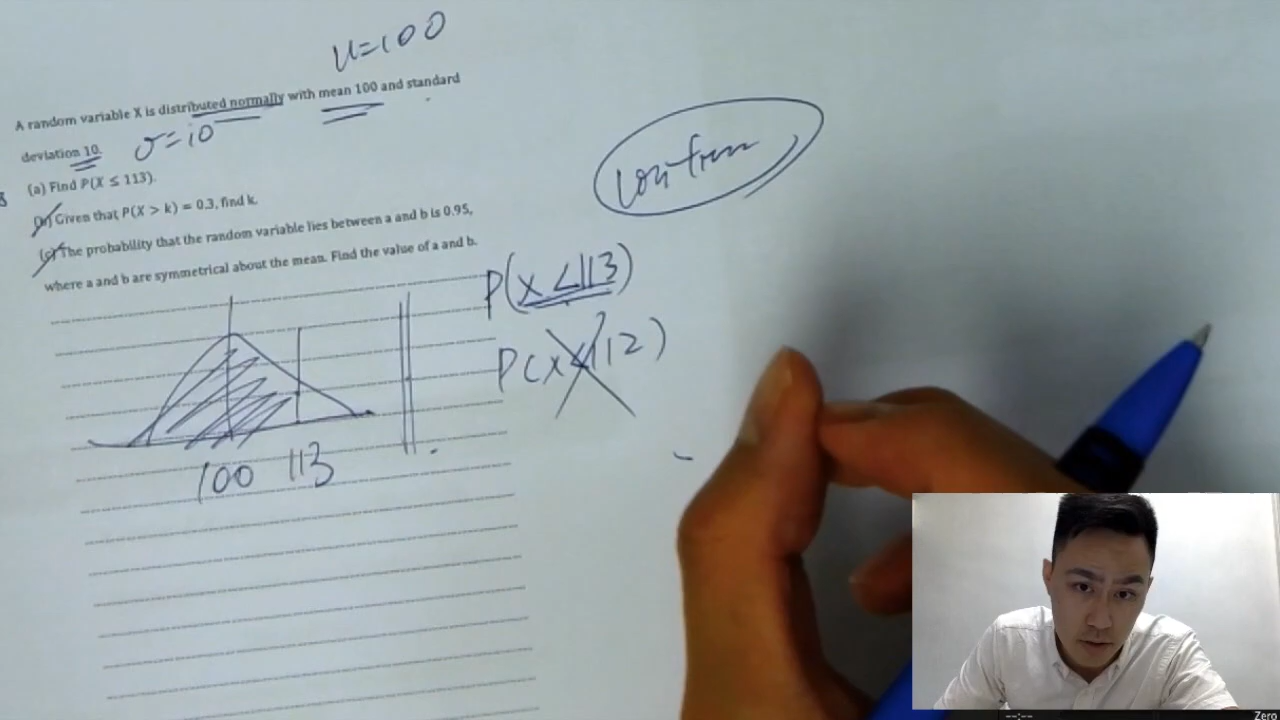 μ=100
A random variable X is distributed normally with mean 100 and standard
deviation 10. σ=10
(a) Find P(X ≤ 113).
(b) Given that P(X > k) = 0.3, find k.
(c) The probability that the random variable lies between a and b is 0.95,
where a and b are symmetrical about the mean. Find the value of a and b.
P(x<113)
P(x<112)
100 113
--:--
Zero